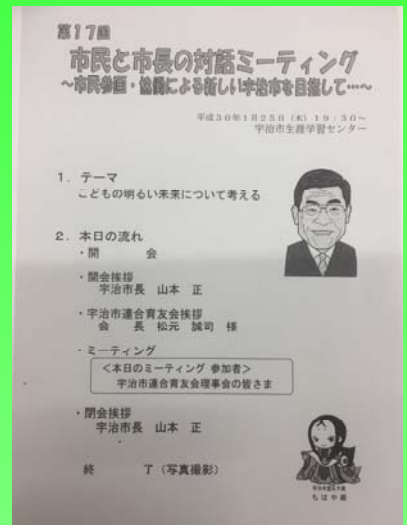 第17回
市民と市長の対話ミーティング
～市民参画・協働による新しい宇治市を目指して…～
平成30年1月25日（木）19：30～
宇治市生涯学習センター
1．テーマ
こどもの明るい未来について考える
2．本日の流れ
・開　　会
・開会挨拶
宇治市長　山本　正
・宇治市連合育友会挨拶
会　長　松元　誠司　様
・ミーティング
＜本日のミーティング 参加者＞
宇治市連合育友会理事会の皆さま
・閉会挨拶
宇治市長　山本　正
終　　了（写真撮影）
宇治市宣伝大使
ちはや姫